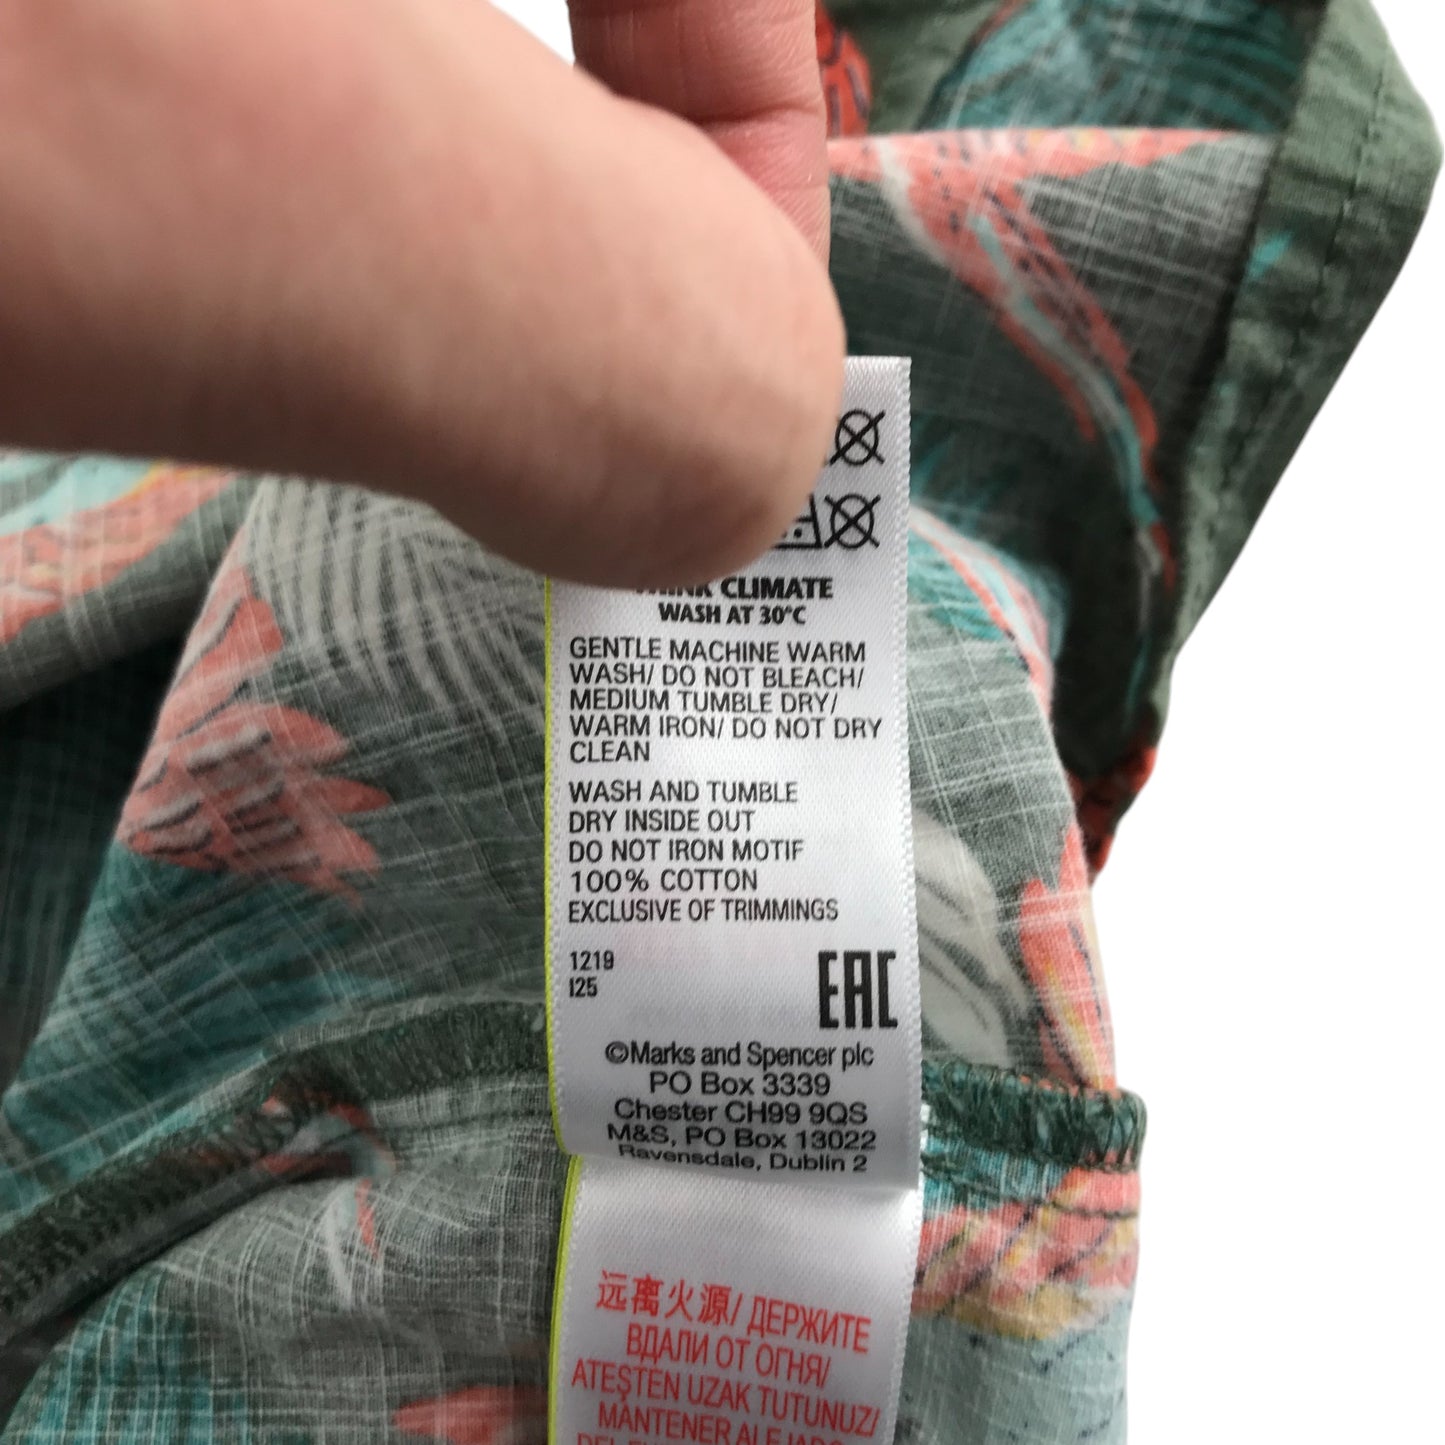 CLIMATE
WASH AT 30°C
GENTLE MACHINE WARM
WASH/ DO NOT BLEACH/
MEDIUM TUMBLE DRY/
WARM IRON/ DO NOT DRY
CLEAN
WASH AND TUMBLE
DRY INSIDE OUT
DO NOT IRON MOTIF
100% COTTON
EXCLUSIVE OF TRIMMINGS
1219
I25
EAC
©Marks and Spencer plc
PO Box 3339
Chester CH99 9QS
M&S, PO Box 13022
Ravensdale, Dublin 2
远离火源/ ДЕРЖИТЕ
ВДАЛИ ОТ ОГНЯ/
ATEŞTEN UZAK TUTUNUZ/
MANTENER ALEJADO